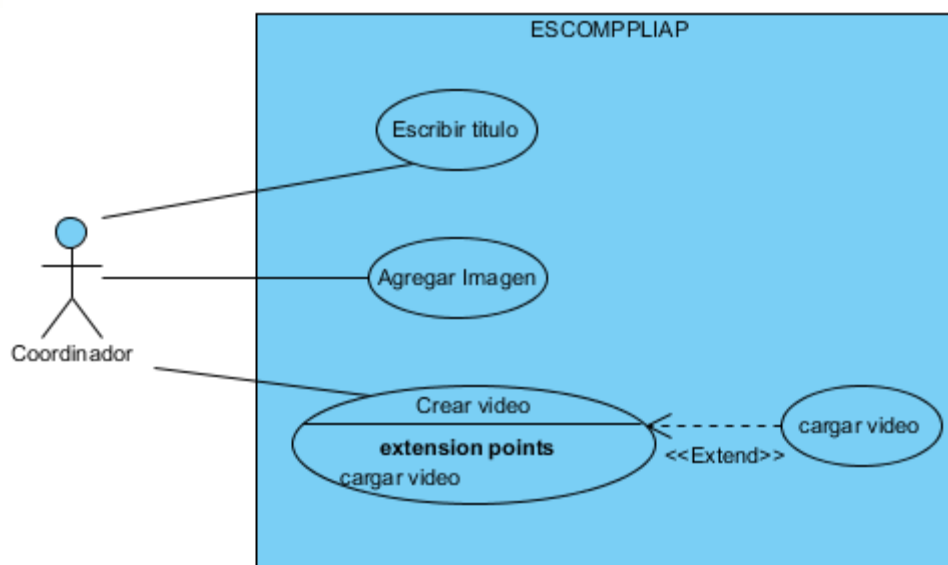 ESCOMPPLIAP
Escribir titulo
Agregar Imagen
Coordinador
Crear video
extension points
cargar video
<<Extend>>
cargar video